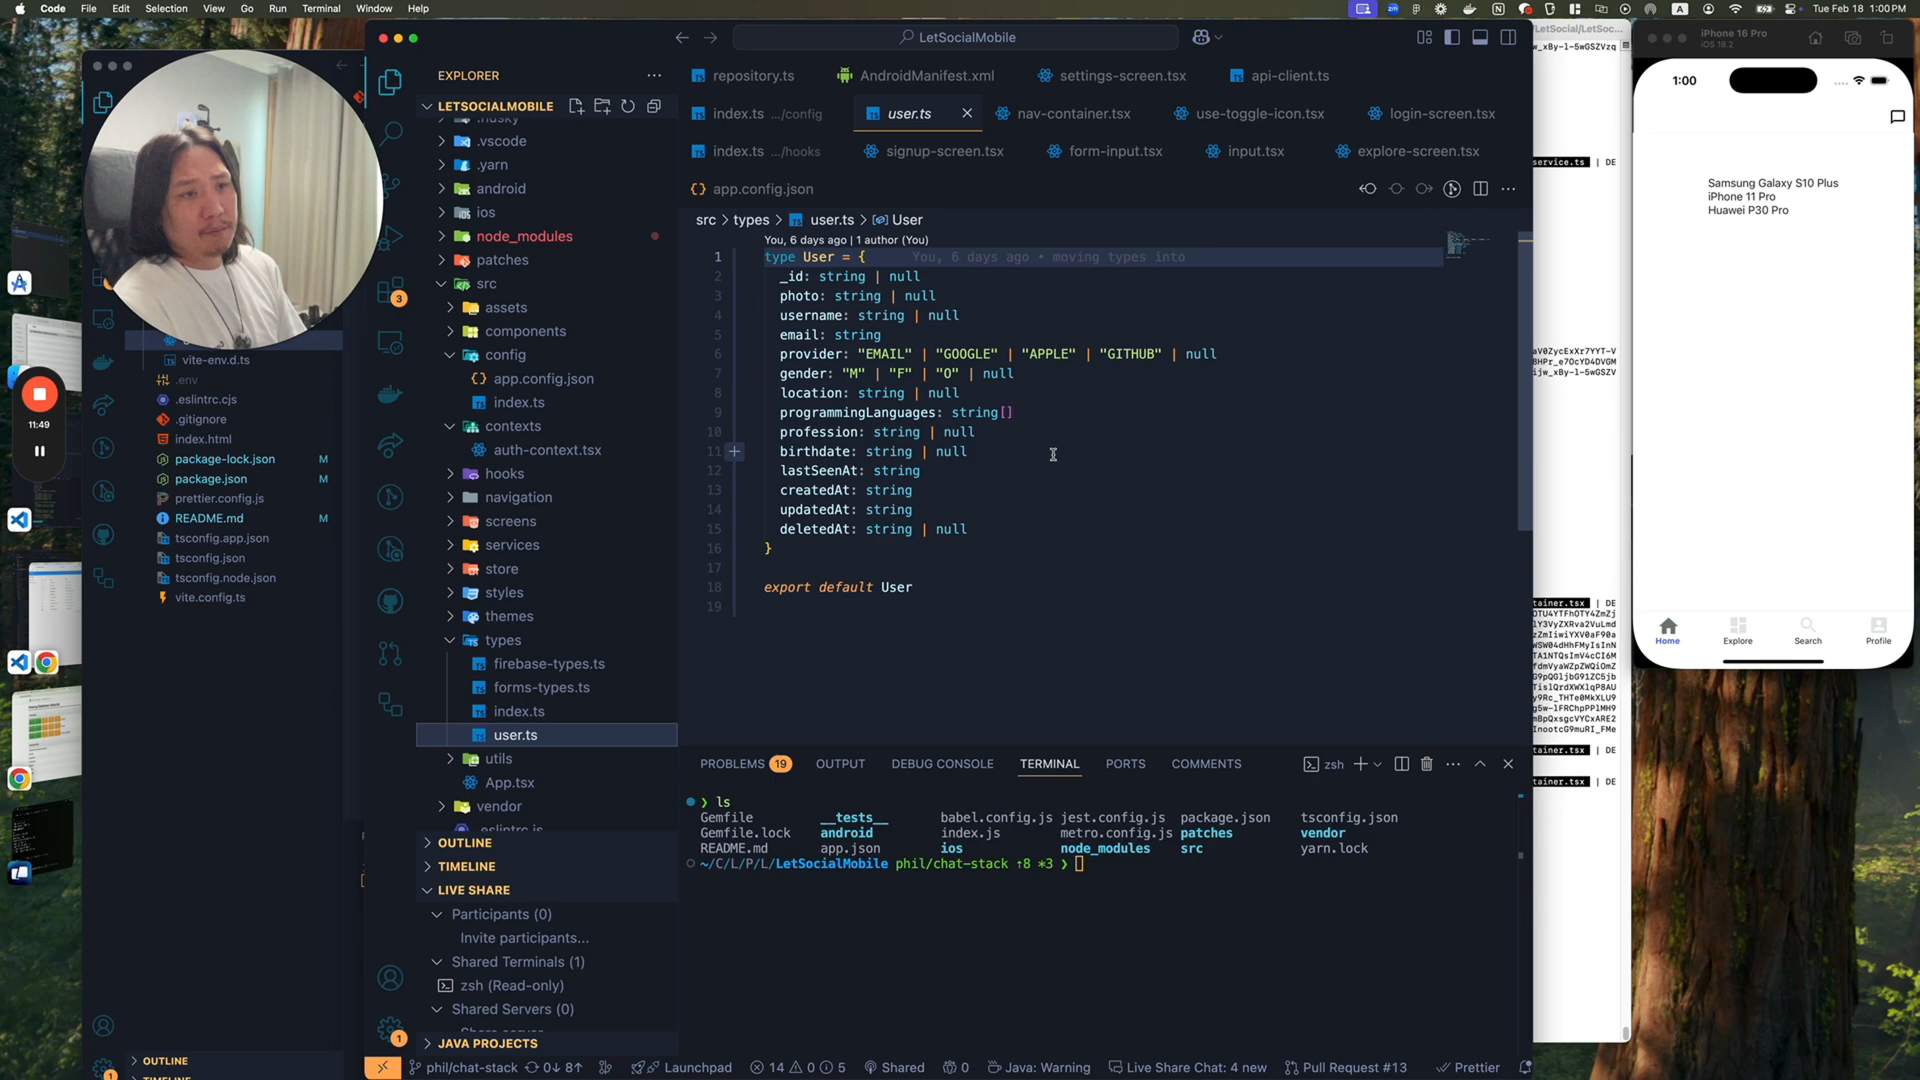 Code File Edit Selection View Go Run Terminal Window Help
Tue Feb 18 1:00 PM
LetSocialMobile
EXPLORER
LETSOCIALMOBILE
.husky
.vscode
.yarn
android
ios
node_modules
patches
src
assets
components
config
app.config.json
index.ts
contexts
auth-context.tsx
hooks
navigation
screens
services
store
styles
themes
types
firebase-types.ts
forms-types.ts
index.ts
user.ts
utils
App.tsx
vendor
.eslintrc.js
OUTLINE
TIMELINE
LIVE SHARE
Participants (0)
Invite participants...
Shared Terminals (1)
zsh (Read-only)
Shared Servers (0)
JAVA PROJECTS
11:49
vite-env.d.ts
.env
.eslintrc.cjs
.gitignore
index.html
package-lock.json M
package.json M
prettier.config.js
README.md M
tsconfig.app.json
tsconfig.json
tsconfig.node.json
vite.config.ts
OUTLINE
repository.ts AndroidManifest.xml settings-screen.tsx api-client.ts
index.ts .../config user.ts nav-container.tsx use-toggle-icon.tsx login-screen.tsx
index.ts .../hooks signup-screen.tsx form-input.tsx input.tsx explore-screen.tsx
app.config.json
src > types > user.ts > User
You, 6 days ago | 1 author (You)
1 type User = { You, 6 days ago • moving types into
2 _id: string | null
3 photo: string | null
4 username: string | null
5 email: string
6 provider: "EMAIL" | "GOOGLE" | "APPLE" | "GITHUB" | null
7 gender: "M" | "F" | "O" | null
8 location: string | null
9 programmingLanguages: string[]
10 profession: string | null
11 birthdate: string | null
12 lastSeenAt: string
13 createdAt: string
14 updatedAt: string
15 deletedAt: string | null
16 }
17
18 export default User
19
PROBLEMS 19 OUTPUT DEBUG CONSOLE TERMINAL PORTS COMMENTS zsh
❯ ls
Gemfile __tests__ babel.config.js jest.config.js package.json tsconfig.json
Gemfile.lock android index.js metro.config.js patches vendor
README.md app.json ios node_modules src yarn.lock
~/C/L/P/L/LetSocialMobile phil/chat-stack ↑8 *3 ❯
phil/chat-stack 0↓ 8↑ Launchpad 14 0 5 Shared 0 Java: Warning Live Share Chat: 4 new Pull Request #13 Prettier
iPhone 16 Pro
iOS 18.2
1:00
Samsung Galaxy S10 Plus
iPhone 11 Pro
Huawei P30 Pro
Home Explore Search Profile